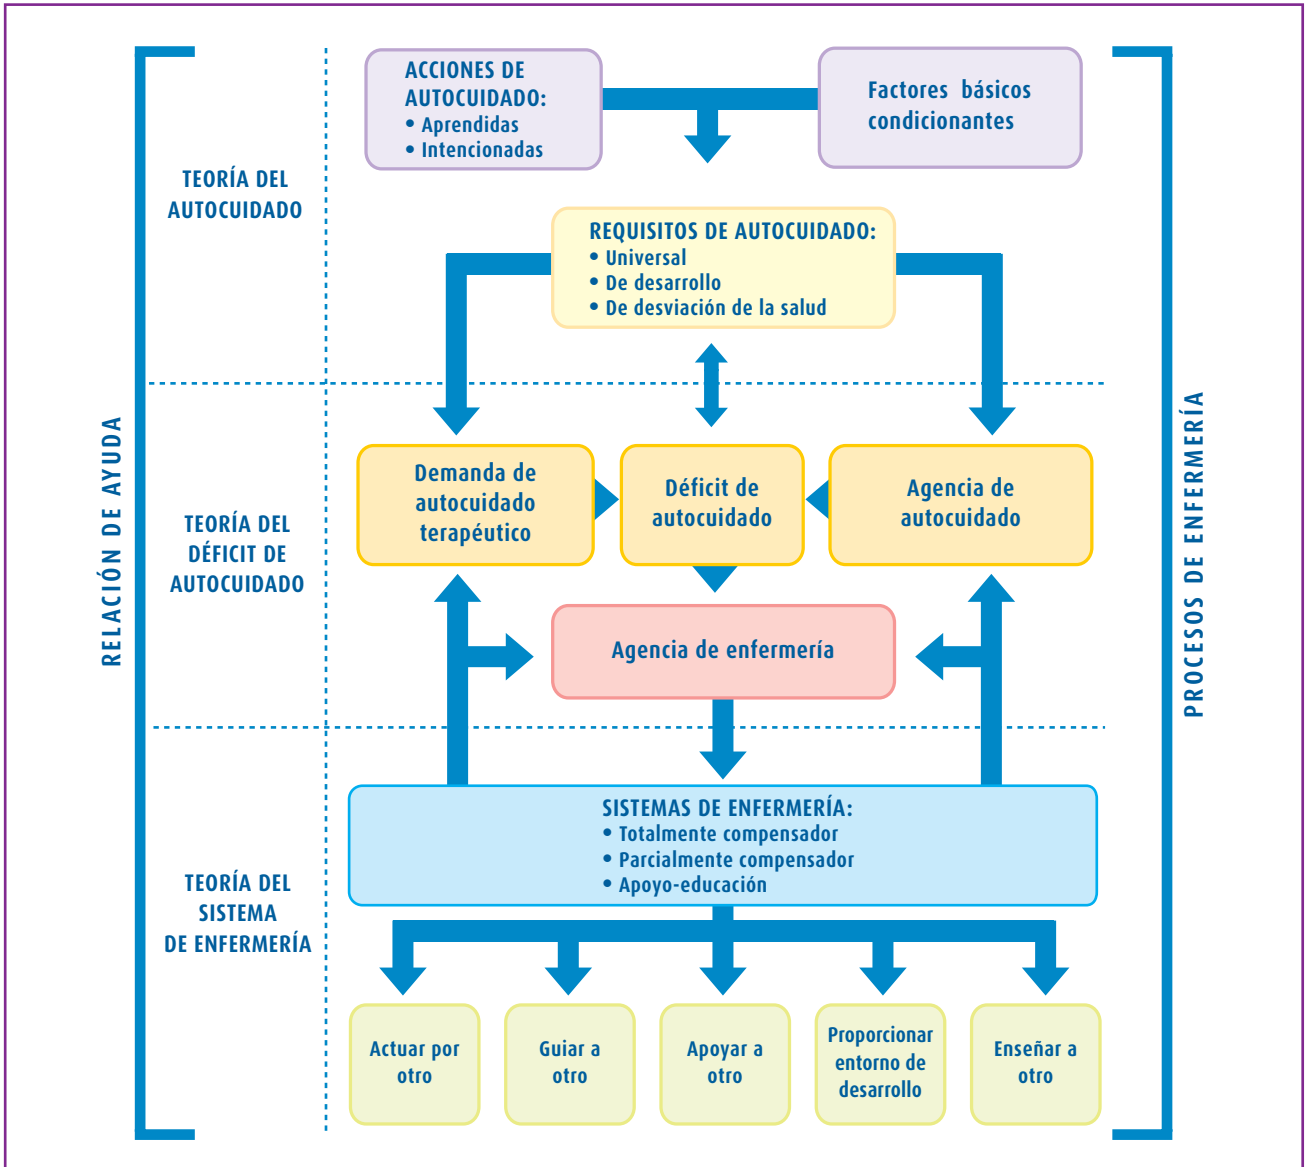 RELACIÓN DE AYUDA
TEORÍA DEL
AUTOCUIDADO
ACCIONES DE
AUTOCUIDADO:
• Aprendidas
• Intencionadas
Factores básicos
condicionantes
REQUISITOS DE AUTOCUIDADO:
• Universal
• De desarrollo
• De desviación de la salud
TEORÍA DEL
DÉFICIT DE
AUTOCUIDADO
Demanda de
autocuidado
terapéutico
Déficit de
autocuidado
Agencia de
autocuidado
Agencia de enfermería
TEORÍA DEL
SISTEMA
DE ENFERMERÍA
SISTEMAS DE ENFERMERÍA:
• Totalmente compensador
• Parcialmente compensador
• Apoyo-educación
Actuar por
otro
Guiar a
otro
Apoyar a
otro
Proporcionar
entorno de
desarrollo
Enseñar a
otro
PROCESOS DE ENFERMERÍA